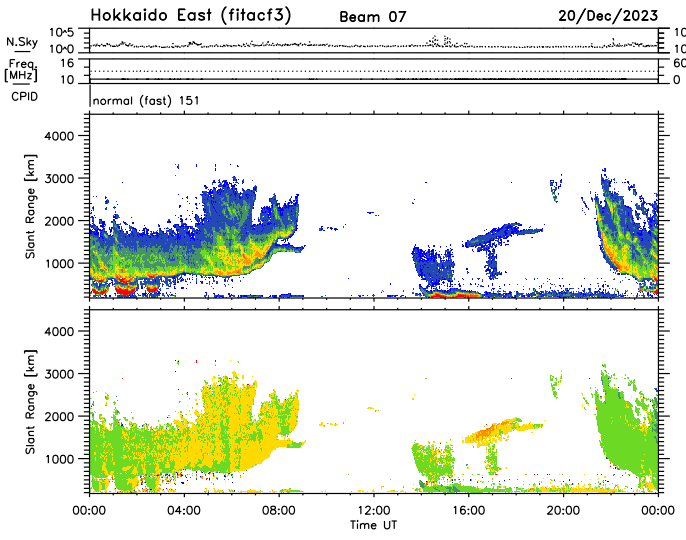 Hokkaido East (fitacf3) Beam 07 20/Dec/2023
N.Sky 10^5 10^0 10 10
Freq. [MHz] 16 10 60 0
CPID normal (fast) 151
Slant Range [km] 4000 3000 2000 1000
Slant Range [km] 4000 3000 2000 1000
00:00 04:00 08:00 12:00 16:00 20:00 00:00
Time UT